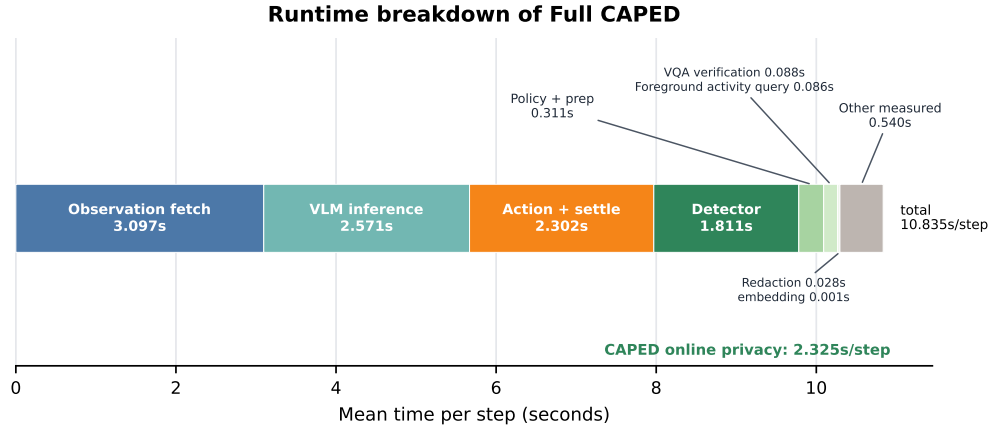 Runtime breakdown of Full CAPED
VQA verification 0.088s
Foreground activity query 0.086s
Policy + prep
0.311s
Other measured
0.540s
Observation fetch
3.097s
VLM inference
2.571s
Action + settle
2.302s
Detector
1.811s
total
10.835s/step
Redaction 0.028s
embedding 0.001s
CAPED online privacy: 2.325s/step
0 2 4 6 8 10
Mean time per step (seconds)